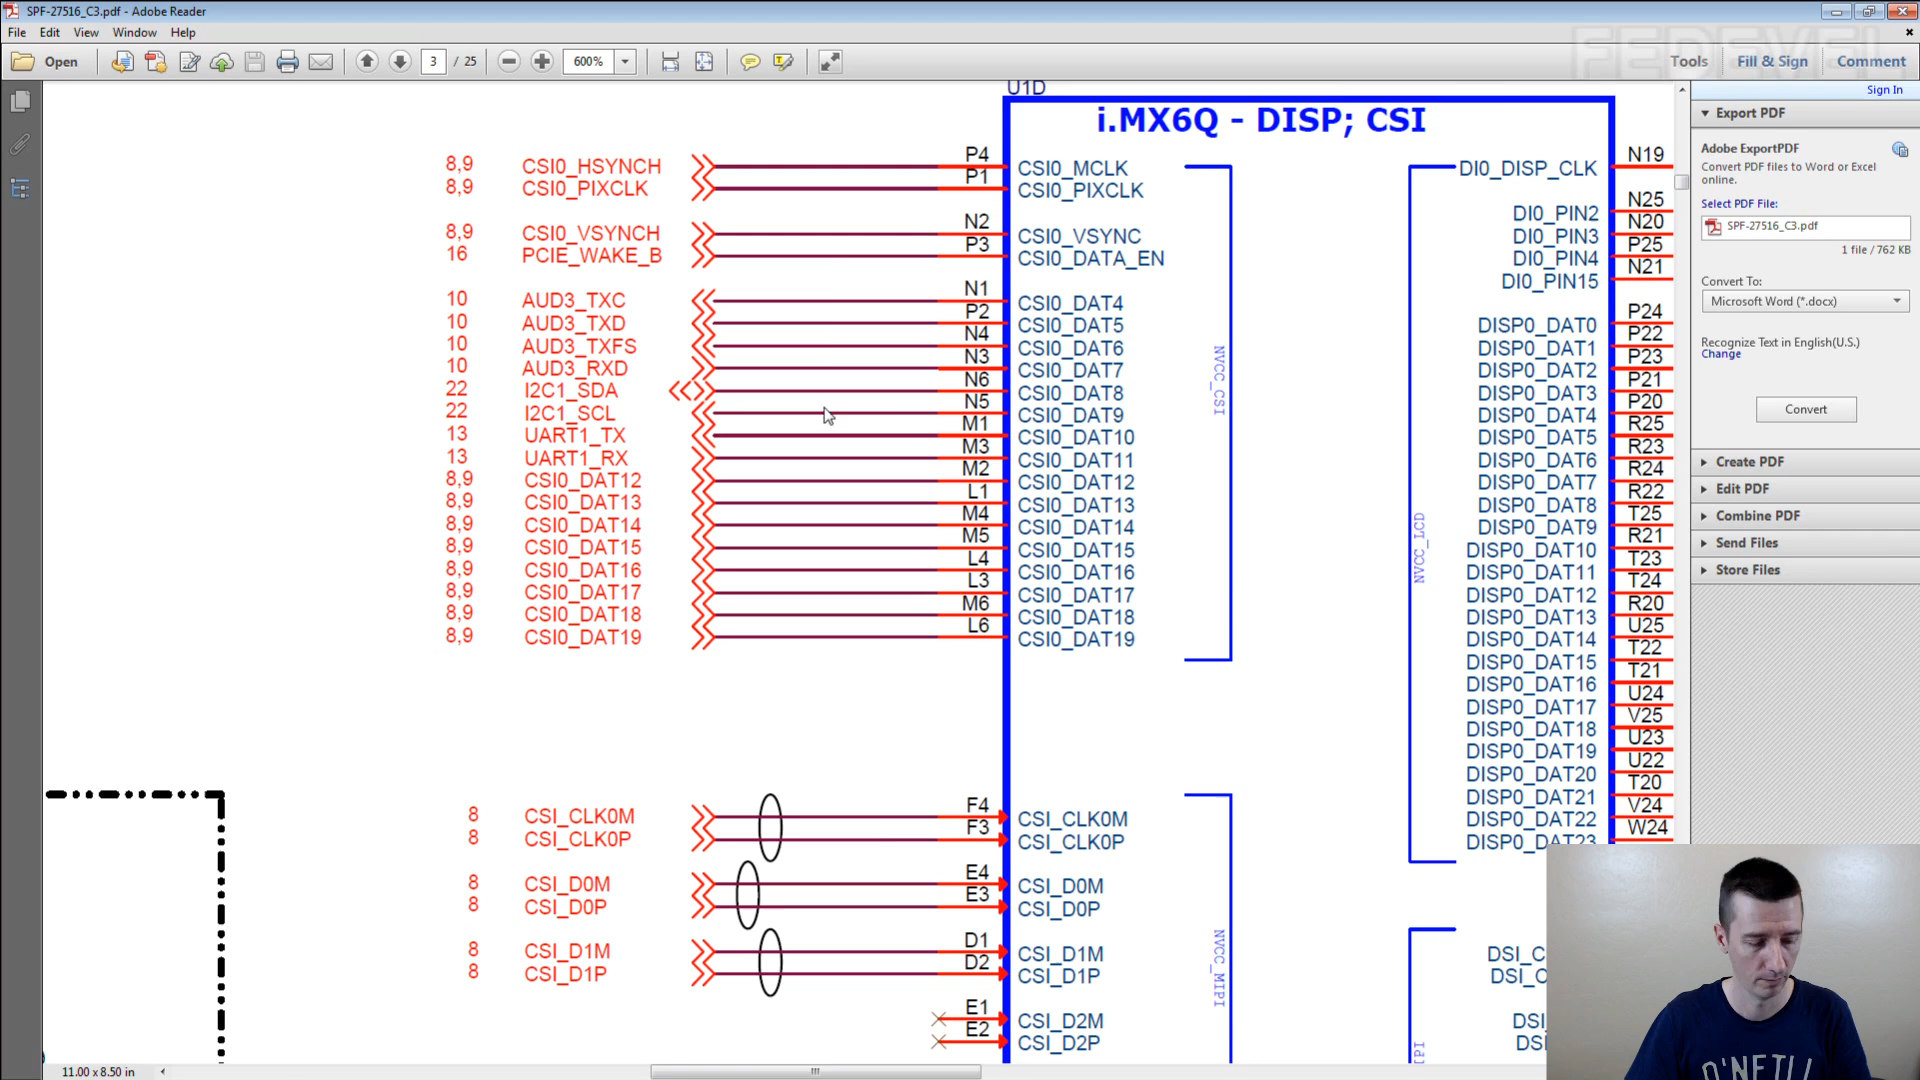 SPF-27516_C3.pdf - Adobe Reader
File Edit View Window Help
Open 3 / 25 600% Tools Fill & Sign Comment
FEDEVEL
Sign In
U1D
i.MX6Q - DISP; CSI
8,9 CSI0_HSYNCH P4 CSI0_MCLK
8,9 CSI0_PIXCLK P1 CSI0_PIXCLK
8,9 CSI0_VSYNCH N2 CSI0_VSYNC
16 PCIE_WAKE_B P3 CSI0_DATA_EN
10 AUD3_TXC N1 CSI0_DAT4
10 AUD3_TXD P2 CSI0_DAT5
10 AUD3_TXFS N4 CSI0_DAT6
10 AUD3_RXD N3 CSI0_DAT7
22 I2C1_SDA N6 CSI0_DAT8
22 I2C1_SCL N5 CSI0_DAT9
13 UART1_TX M1 CSI0_DAT10
13 UART1_RX M3 CSI0_DAT11
8,9 CSI0_DAT12 M2 CSI0_DAT12
8,9 CSI0_DAT13 L1 CSI0_DAT13
8,9 CSI0_DAT14 M4 CSI0_DAT14
8,9 CSI0_DAT15 M5 CSI0_DAT15
8,9 CSI0_DAT16 L4 CSI0_DAT16
8,9 CSI0_DAT17 L3 CSI0_DAT17
8,9 CSI0_DAT18 M6 CSI0_DAT18
8,9 CSI0_DAT19 L6 CSI0_DAT19
NVCC_CSI
8 CSI_CLK0M F4 CSI_CLK0M
8 CSI_CLK0P F3 CSI_CLK0P
8 CSI_D0M E4 CSI_D0M
8 CSI_D0P E3 CSI_D0P
8 CSI_D1M D1 CSI_D1M
8 CSI_D1P D2 CSI_D1P
E1 CSI_D2M
E2 CSI_D2P
NVCC_MIPI
DI0_DISP_CLK N19
DI0_PIN2 N25
DI0_PIN3 N20
DI0_PIN4 P25
DI0_PIN15 N21
DISP0_DAT0 P24
DISP0_DAT1 P22
DISP0_DAT2 P23
DISP0_DAT3 P21
DISP0_DAT4 P20
DISP0_DAT5 R25
DISP0_DAT6 R23
DISP0_DAT7 R24
DISP0_DAT8 R22
DISP0_DAT9 T25
DISP0_DAT10 R21
DISP0_DAT11 T23
DISP0_DAT12 T24
DISP0_DAT13 R20
DISP0_DAT14 U25
DISP0_DAT15 T22
DISP0_DAT16 T21
DISP0_DAT17 U24
DISP0_DAT18 V25
DISP0_DAT19 U23
DISP0_DAT20 U22
DISP0_DAT21 T20
DISP0_DAT22 V24
DISP0_DAT23 W24
NVCC_LCD
DSI_C
DSI_C
DSI
DSI
IPI
Export PDF
Adobe ExportPDF
Convert PDF files to Word or Excel
online.
Select PDF File:
SPF-27516_C3.pdf
1 file / 762 KB
Convert To:
Microsoft Word (*.docx)
Recognize Text in English(U.S.)
Change
Convert
Create PDF
Edit PDF
Combine PDF
Send Files
Store Files
O'NEILL
11.00 x 8.50 in